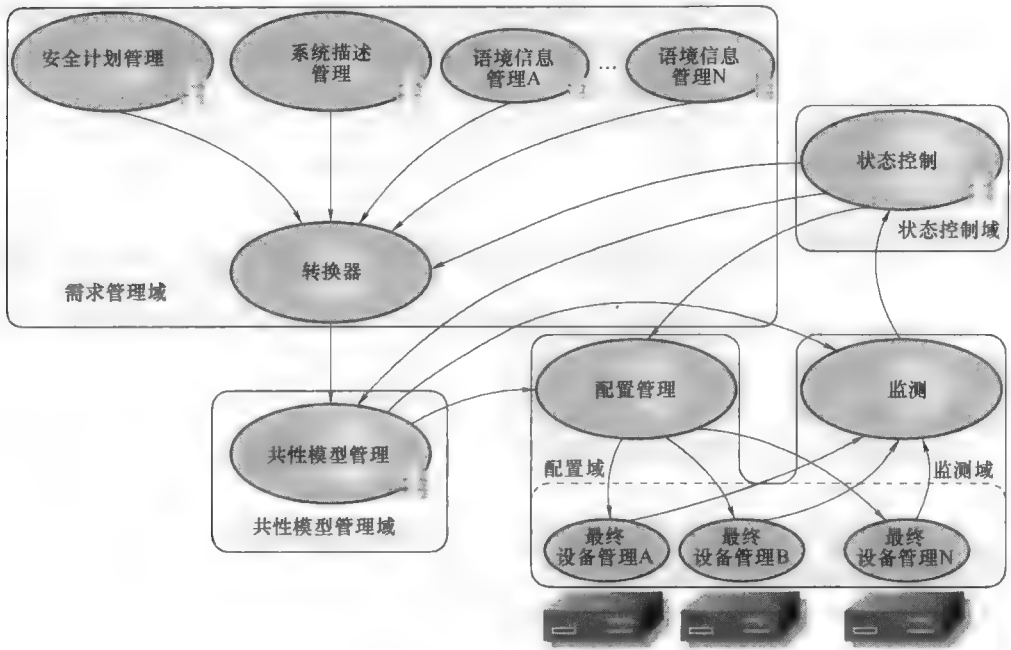 安全计划管理
系统描述
管理
语境信息
管理A
…
语境信息
管理N
状态控制
状态控制域
转换器
需求管理域
配置管理
监测
共性模型管理
配置域
监测域
共性模型管理域
最终
设备管理A
最终
设备管理B
最终
设备管理N